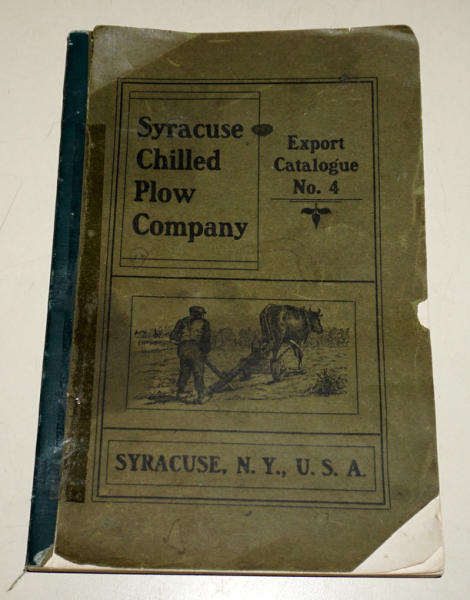 Syracuse
Chilled
Plow
Company
Export
Catalogue
No. 4
SYRACUSE, N. Y., U. S. A.